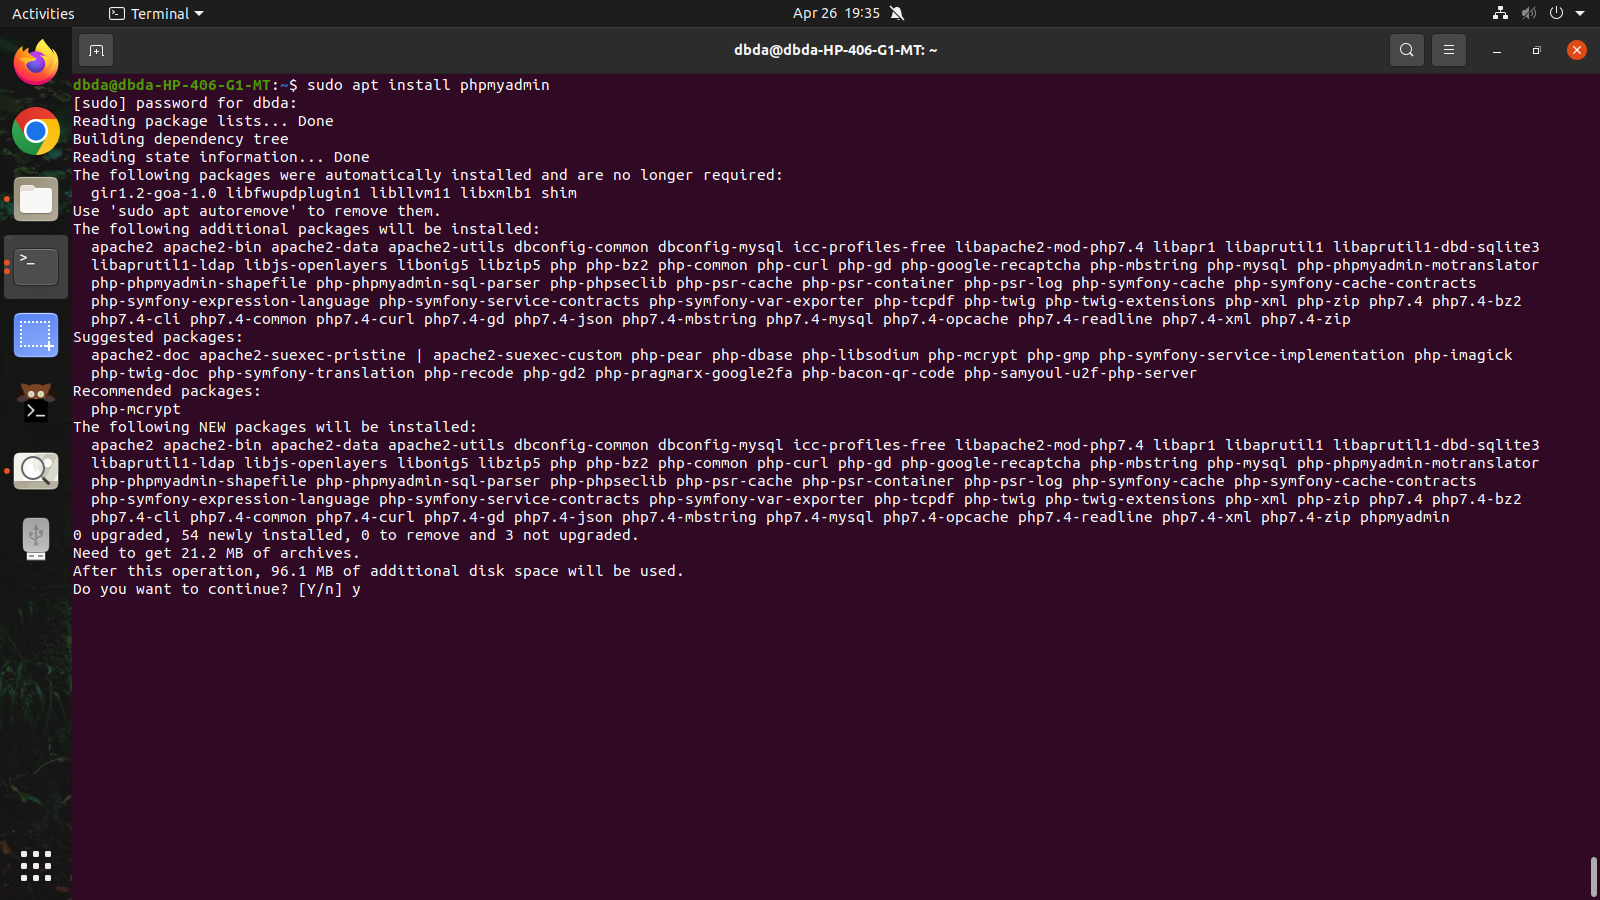 Activities Terminal Apr 26 19:35
dbda@dbda-HP-406-G1-MT: ~
dbda@dbda-HP-406-G1-MT:~$ sudo apt install phpmyadmin
[sudo] password for dbda:
Reading package lists... Done
Building dependency tree
Reading state information... Done
The following packages were automatically installed and are no longer required:
gir1.2-goa-1.0 libfwupdplugin1 libllvm11 libxmlb1 shim
Use 'sudo apt autoremove' to remove them.
The following additional packages will be installed:
apache2 apache2-bin apache2-data apache2-utils dbconfig-common dbconfig-mysql icc-profiles-free libapache2-mod-php7.4 libapr1 libaprutil1 libaprutil1-dbd-sqlite3
libaprutil1-ldap libjs-openlayers libonig5 libzip5 php php-bz2 php-common php-curl php-gd php-google-recaptcha php-mbstring php-mysql php-phpmyadmin-motranslator
php-phpmyadmin-shapefile php-phpmyadmin-sql-parser php-phpseclib php-psr-cache php-psr-container php-psr-log php-symfony-cache php-symfony-cache-contracts
php-symfony-expression-language php-symfony-service-contracts php-symfony-var-exporter php-tcpdf php-twig php-twig-extensions php-xml php-zip php7.4 php7.4-bz2
php7.4-cli php7.4-common php7.4-curl php7.4-gd php7.4-json php7.4-mbstring php7.4-mysql php7.4-opcache php7.4-readline php7.4-xml php7.4-zip
Suggested packages:
apache2-doc apache2-suexec-pristine | apache2-suexec-custom php-pear php-dbase php-libsodium php-mcrypt php-gmp php-symfony-service-implementation php-imagick
php-twig-doc php-symfony-translation php-recode php-gd2 php-pragmarx-google2fa php-bacon-qr-code php-samyoul-u2f-php-server
Recommended packages:
php-mcrypt
The following NEW packages will be installed:
apache2 apache2-bin apache2-data apache2-utils dbconfig-common dbconfig-mysql icc-profiles-free libapache2-mod-php7.4 libapr1 libaprutil1 libaprutil1-dbd-sqlite3
libaprutil1-ldap libjs-openlayers libonig5 libzip5 php php-bz2 php-common php-curl php-gd php-google-recaptcha php-mbstring php-mysql php-phpmyadmin-motranslator
php-phpmyadmin-shapefile php-phpmyadmin-sql-parser php-phpseclib php-psr-cache php-psr-container php-psr-log php-symfony-cache php-symfony-cache-contracts
php-symfony-expression-language php-symfony-service-contracts php-symfony-var-exporter php-tcpdf php-twig php-twig-extensions php-xml php-zip php7.4 php7.4-bz2
php7.4-cli php7.4-common php7.4-curl php7.4-gd php7.4-json php7.4-mbstring php7.4-mysql php7.4-opcache php7.4-readline php7.4-xml php7.4-zip phpmyadmin
0 upgraded, 54 newly installed, 0 to remove and 3 not upgraded.
Need to get 21.2 MB of archives.
After this operation, 96.1 MB of additional disk space will be used.
Do you want to continue? [Y/n] y